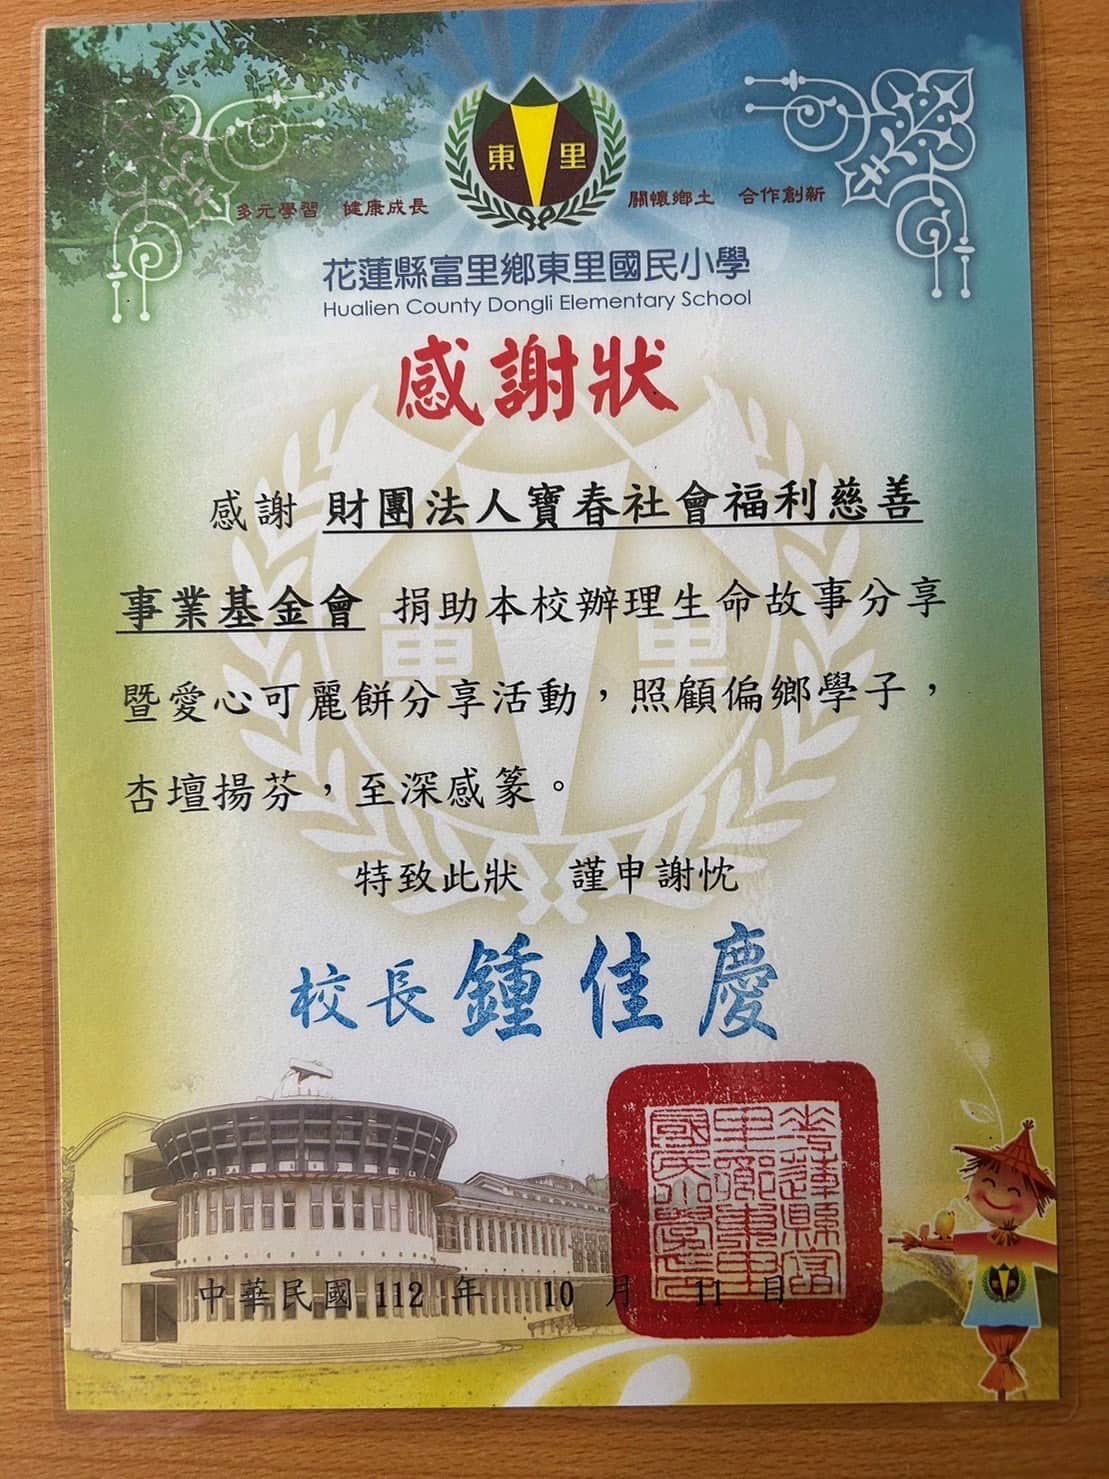 東里
多元學習 健康成長
關懷鄉土 合作創新
花蓮縣富里鄉東里國民小學
Hualien County Dongli Elementary School
感謝狀
感謝 財團法人寶春社會福利慈善
事業基金會 捐助本校辦理生命故事分享
暨愛心可麗餅分享活動，照顧偏鄉學子，
杏壇揚芬，至深感篆。
特致此狀 謹申謝忱
校長 鍾佳慶
中華民國 112 年 10 月 11 日